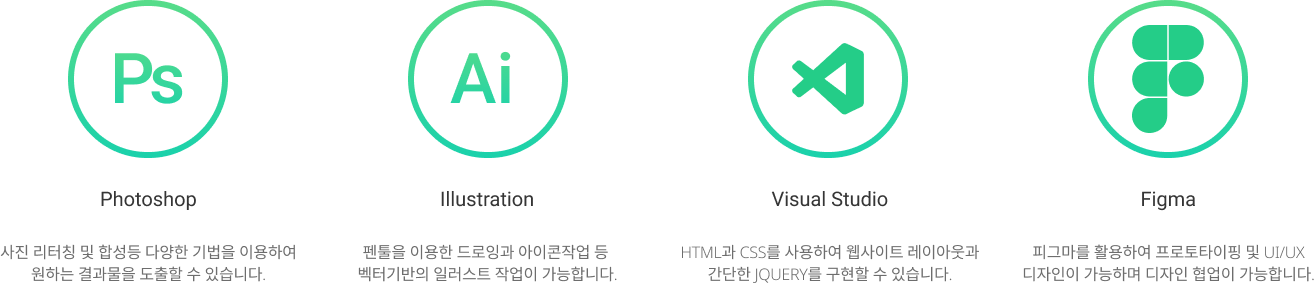 Ps
Ai
Photoshop
사진 리터칭 및 합성등 다양한 기법을 이용하여
원하는 결과물을 도출할 수 있습니다.
Illustration
펜툴을 이용한 드로잉과 아이콘작업 등
벡터기반의 일러스트 작업이 가능합니다.
Visual Studio
HTML과 CSS를 사용하여 웹사이트 레이아웃과
간단한 JQUERY를 구현할 수 있습니다.
Figma
피그마를 활용하여 프로토타이핑 및 UI/UX
디자인이 가능하며 디자인 협업이 가능합니다.